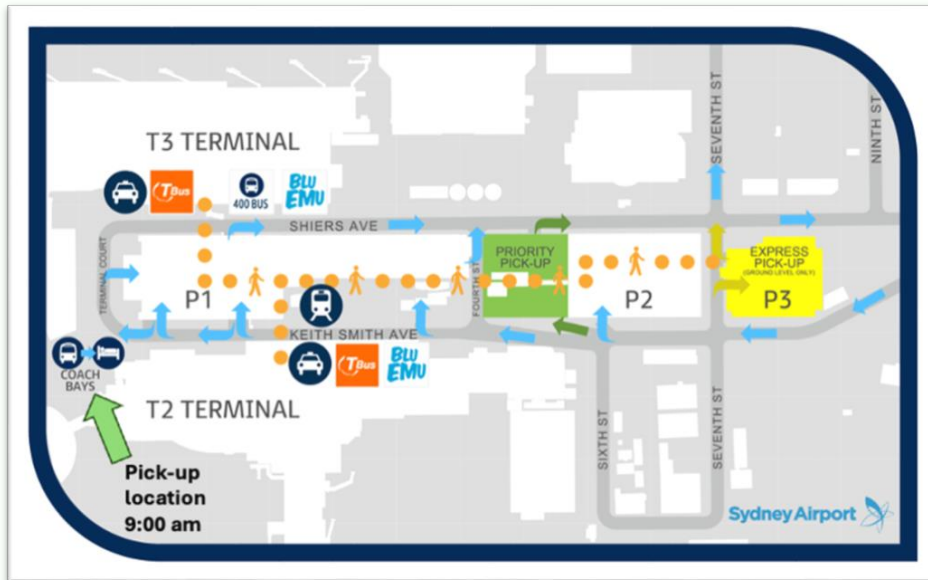 T3 TERMINAL
TBus
400 BUS
BLU
EMU
SHIERS AVE
SEVENTH ST
NINTH ST
TERMINAL COURT
P1
FOURTH ST
PRIORITY
PICK-UP
P2
EXPRESS
PICK-UP
(GROUND LEVEL ONLY)
P3
KEITH SMITH AVE
TBus
BLU
EMU
COACH
BAYS
T2 TERMINAL
SIXTH ST
SEVENTH ST
Pick-up
location
9:00 am
Sydney Airport